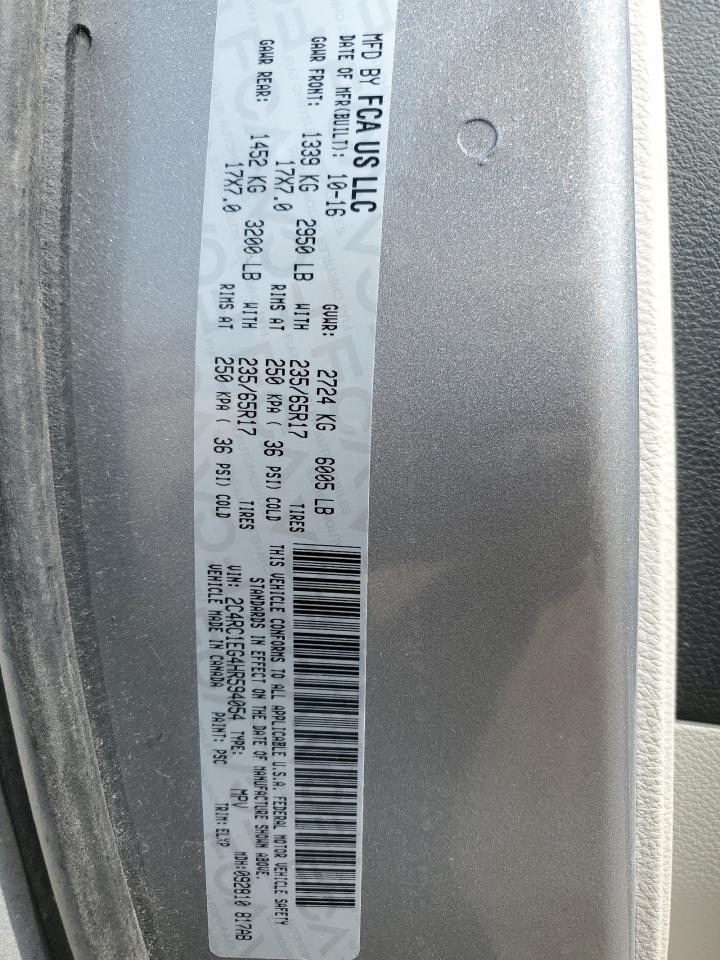 MFD BY FCA US LLC
DATE OF MFR(BUILT): 10-16 GVWR: 2724 KG 6005 LB
GAWR FRONT: 1339 KG 2950 LB WITH 235/65R17 TIRES
17X7.0 RIMS AT 250 KPA ( 36 PSI) COLD
GAWR REAR: 1452 KG 3200 LB WITH 235/65R17 TIRES
17X7.0 RIMS AT 250 KPA ( 36 PSI) COLD
THIS VEHICLE CONFORMS TO ALL APPLICABLE U.S.A. FEDERAL MOTOR VEHICLE SAFETY
STANDARDS IN EFFECT ON THE DATE OF MANUFACTURE SHOWN ABOVE.
VIN: 2C4RC1EG4HR594054 TYPE: MPV MDH:092810 817AB
VEHICLE MADE IN CANADA PAINT: PSC TRIM: ELXP